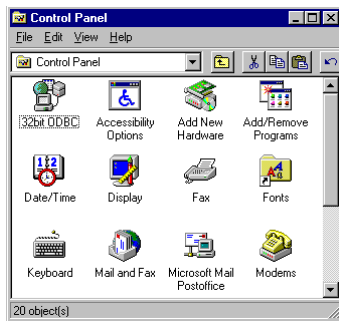 Control Panel
File Edit View Help
Control Panel
32bit ODBC
Accessibility Options
Add New Hardware
Add/Remove Programs
Date/Time
Display
Fax
Fonts
Keyboard
Mail and Fax
Microsoft Mail Postoffice
Modems
20 object(s)